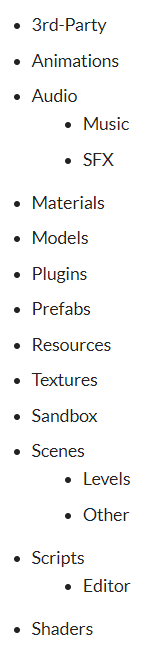 3rd-Party
Animations
Audio
Music
SFX
Materials
Models
Plugins
Prefabs
Resources
Textures
Sandbox
Scenes
Levels
Other
Scripts
Editor
Shaders